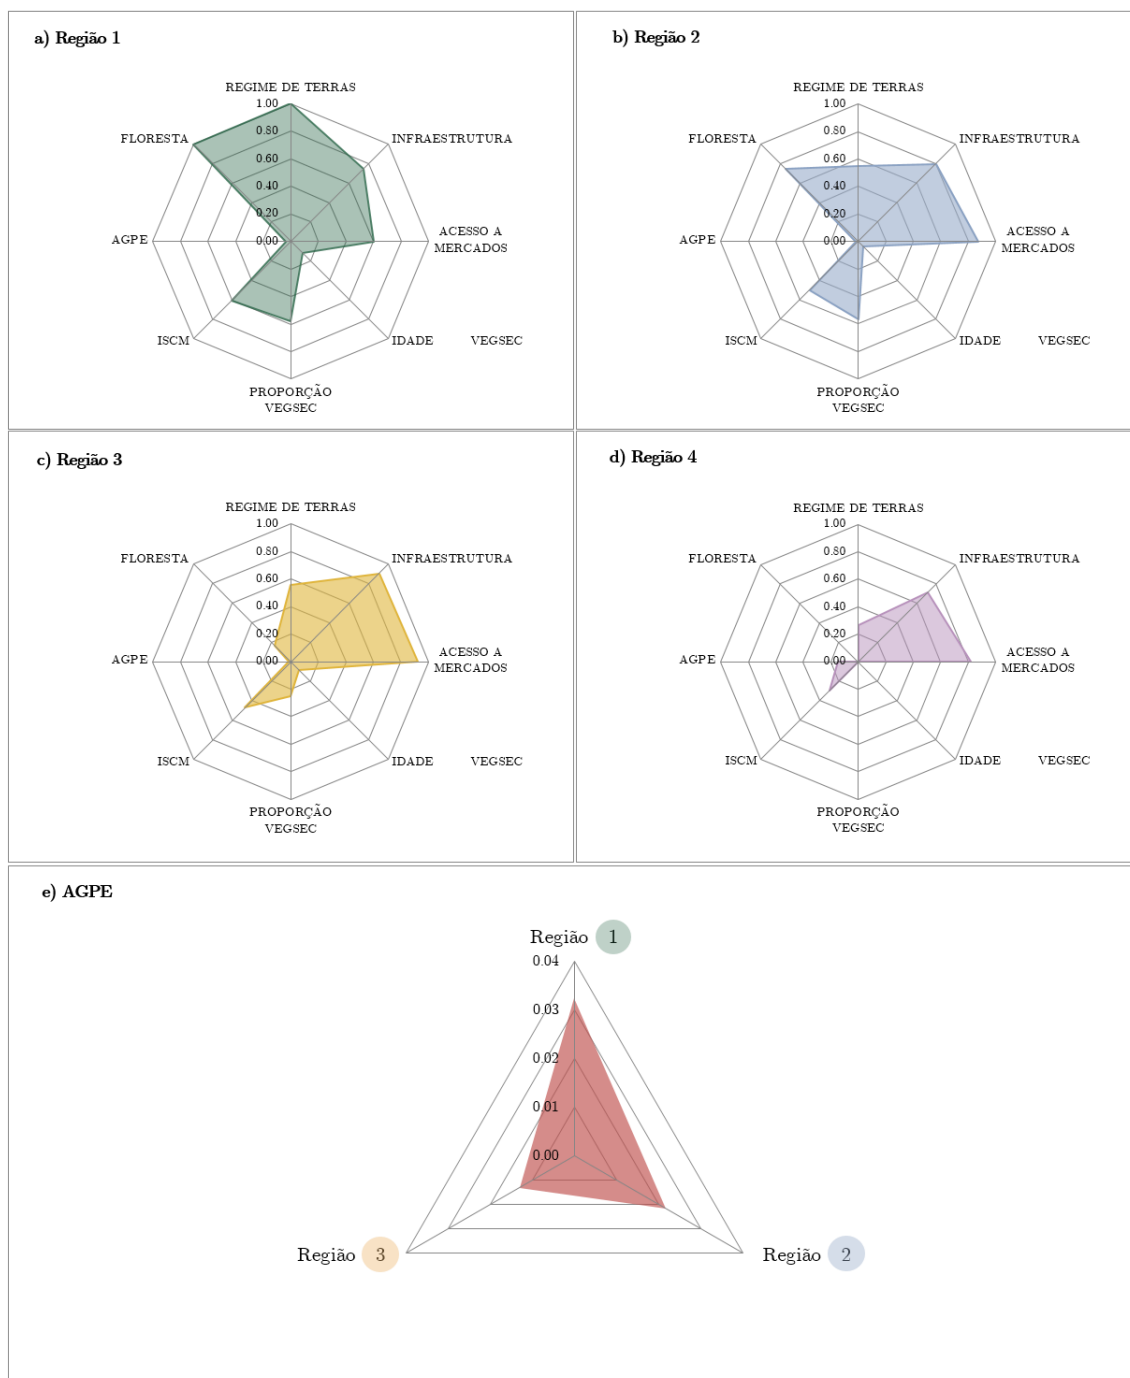 a) Região 1
REGIME DE TERRAS
1.00
FLORESTA
INFRAESTRUTURA
0.80
0.60
0.40
0.20
AGPE
0.00
ACESSO A
MERCADOS
ISCM
IDADE VEGSEC
PROPORÇÃO
VEGSEC
b) Região 2
REGIME DE TERRAS
1.00
FLORESTA
INFRAESTRUTURA
0.80
0.60
0.40
0.20
AGPE
0.00
ACESSO A
MERCADOS
ISCM
IDADE VEGSEC
PROPORÇÃO
VEGSEC
c) Região 3
REGIME DE TERRAS
1.00
FLORESTA
INFRAESTRUTURA
0.80
0.60
0.40
0.20
AGPE
0.00
ACESSO A
MERCADOS
ISCM
IDADE VEGSEC
PROPORÇÃO
VEGSEC
d) Região 4
REGIME DE TERRAS
1.00
FLORESTA
INFRAESTRUTURA
0.80
0.60
0.40
0.20
AGPE
0.00
ACESSO A
MERCADOS
ISCM
IDADE VEGSEC
PROPORÇÃO
VEGSEC
e) AGPE
Região 1
0.04
0.03
0.02
0.01
0.00
Região 3
Região 2